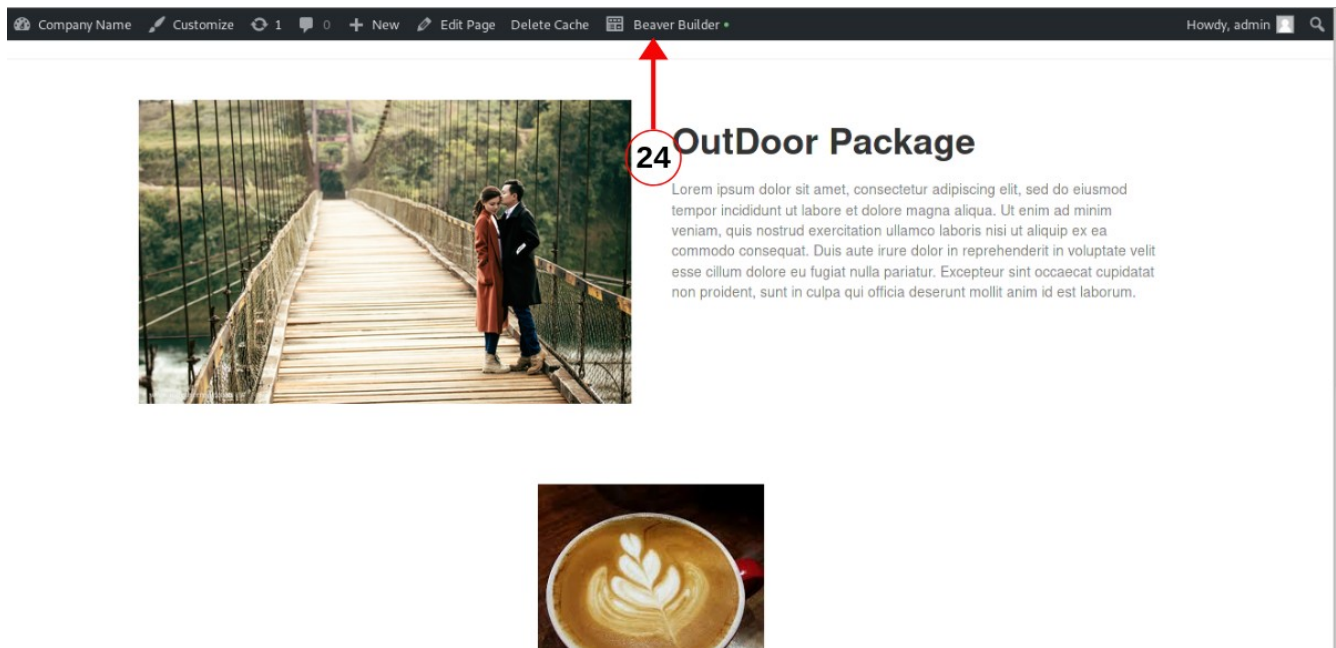 Company Name Customize 1 0 New Edit Page Delete Cache Beaver Builder Howdy, admin
24
OutDoor Package
Lorem ipsum dolor sit amet, consectetur adipiscing elit, sed do eiusmod
tempor incididunt ut labore et dolore magna aliqua. Ut enim ad minim
veniam, quis nostrud exercitation ullamco laboris nisi ut aliquip ex ea
commodo consequat. Duis aute irure dolor in reprehenderit in voluptate velit
esse cillum dolore eu fugiat nulla pariatur. Excepteur sint occaecat cupidatat
non proident, sunt in culpa qui officia deserunt mollit anim id est laborum.